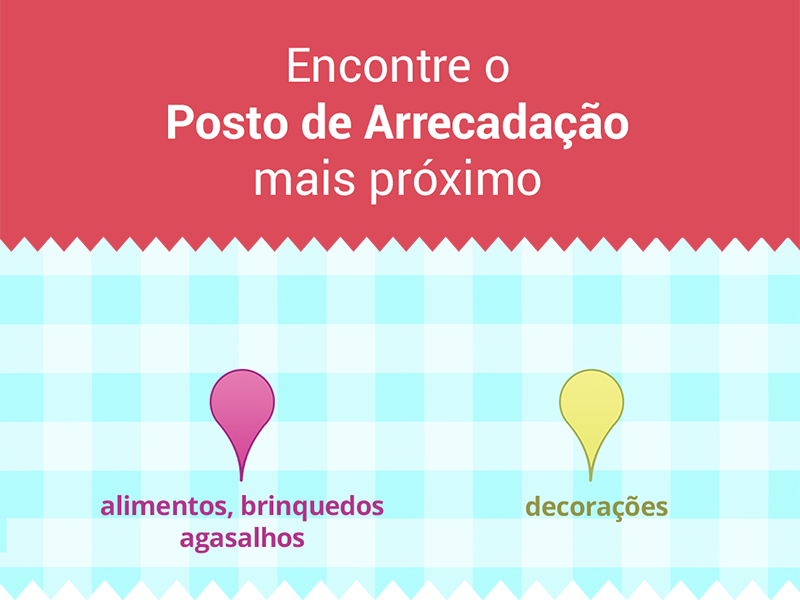 Encontre o
Posto de Arrecadação
mais próximo
alimentos, brinquedos
agasalhos
decorações